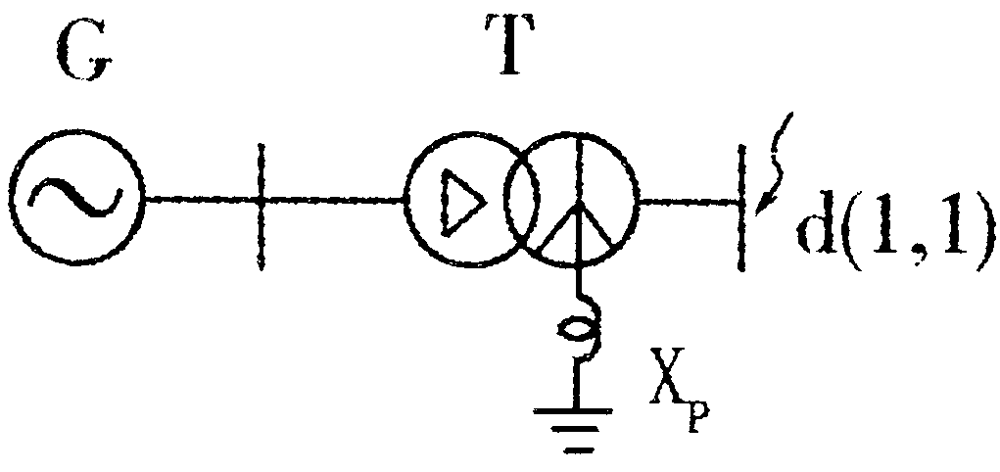 G
T
d(1,1)
X_P